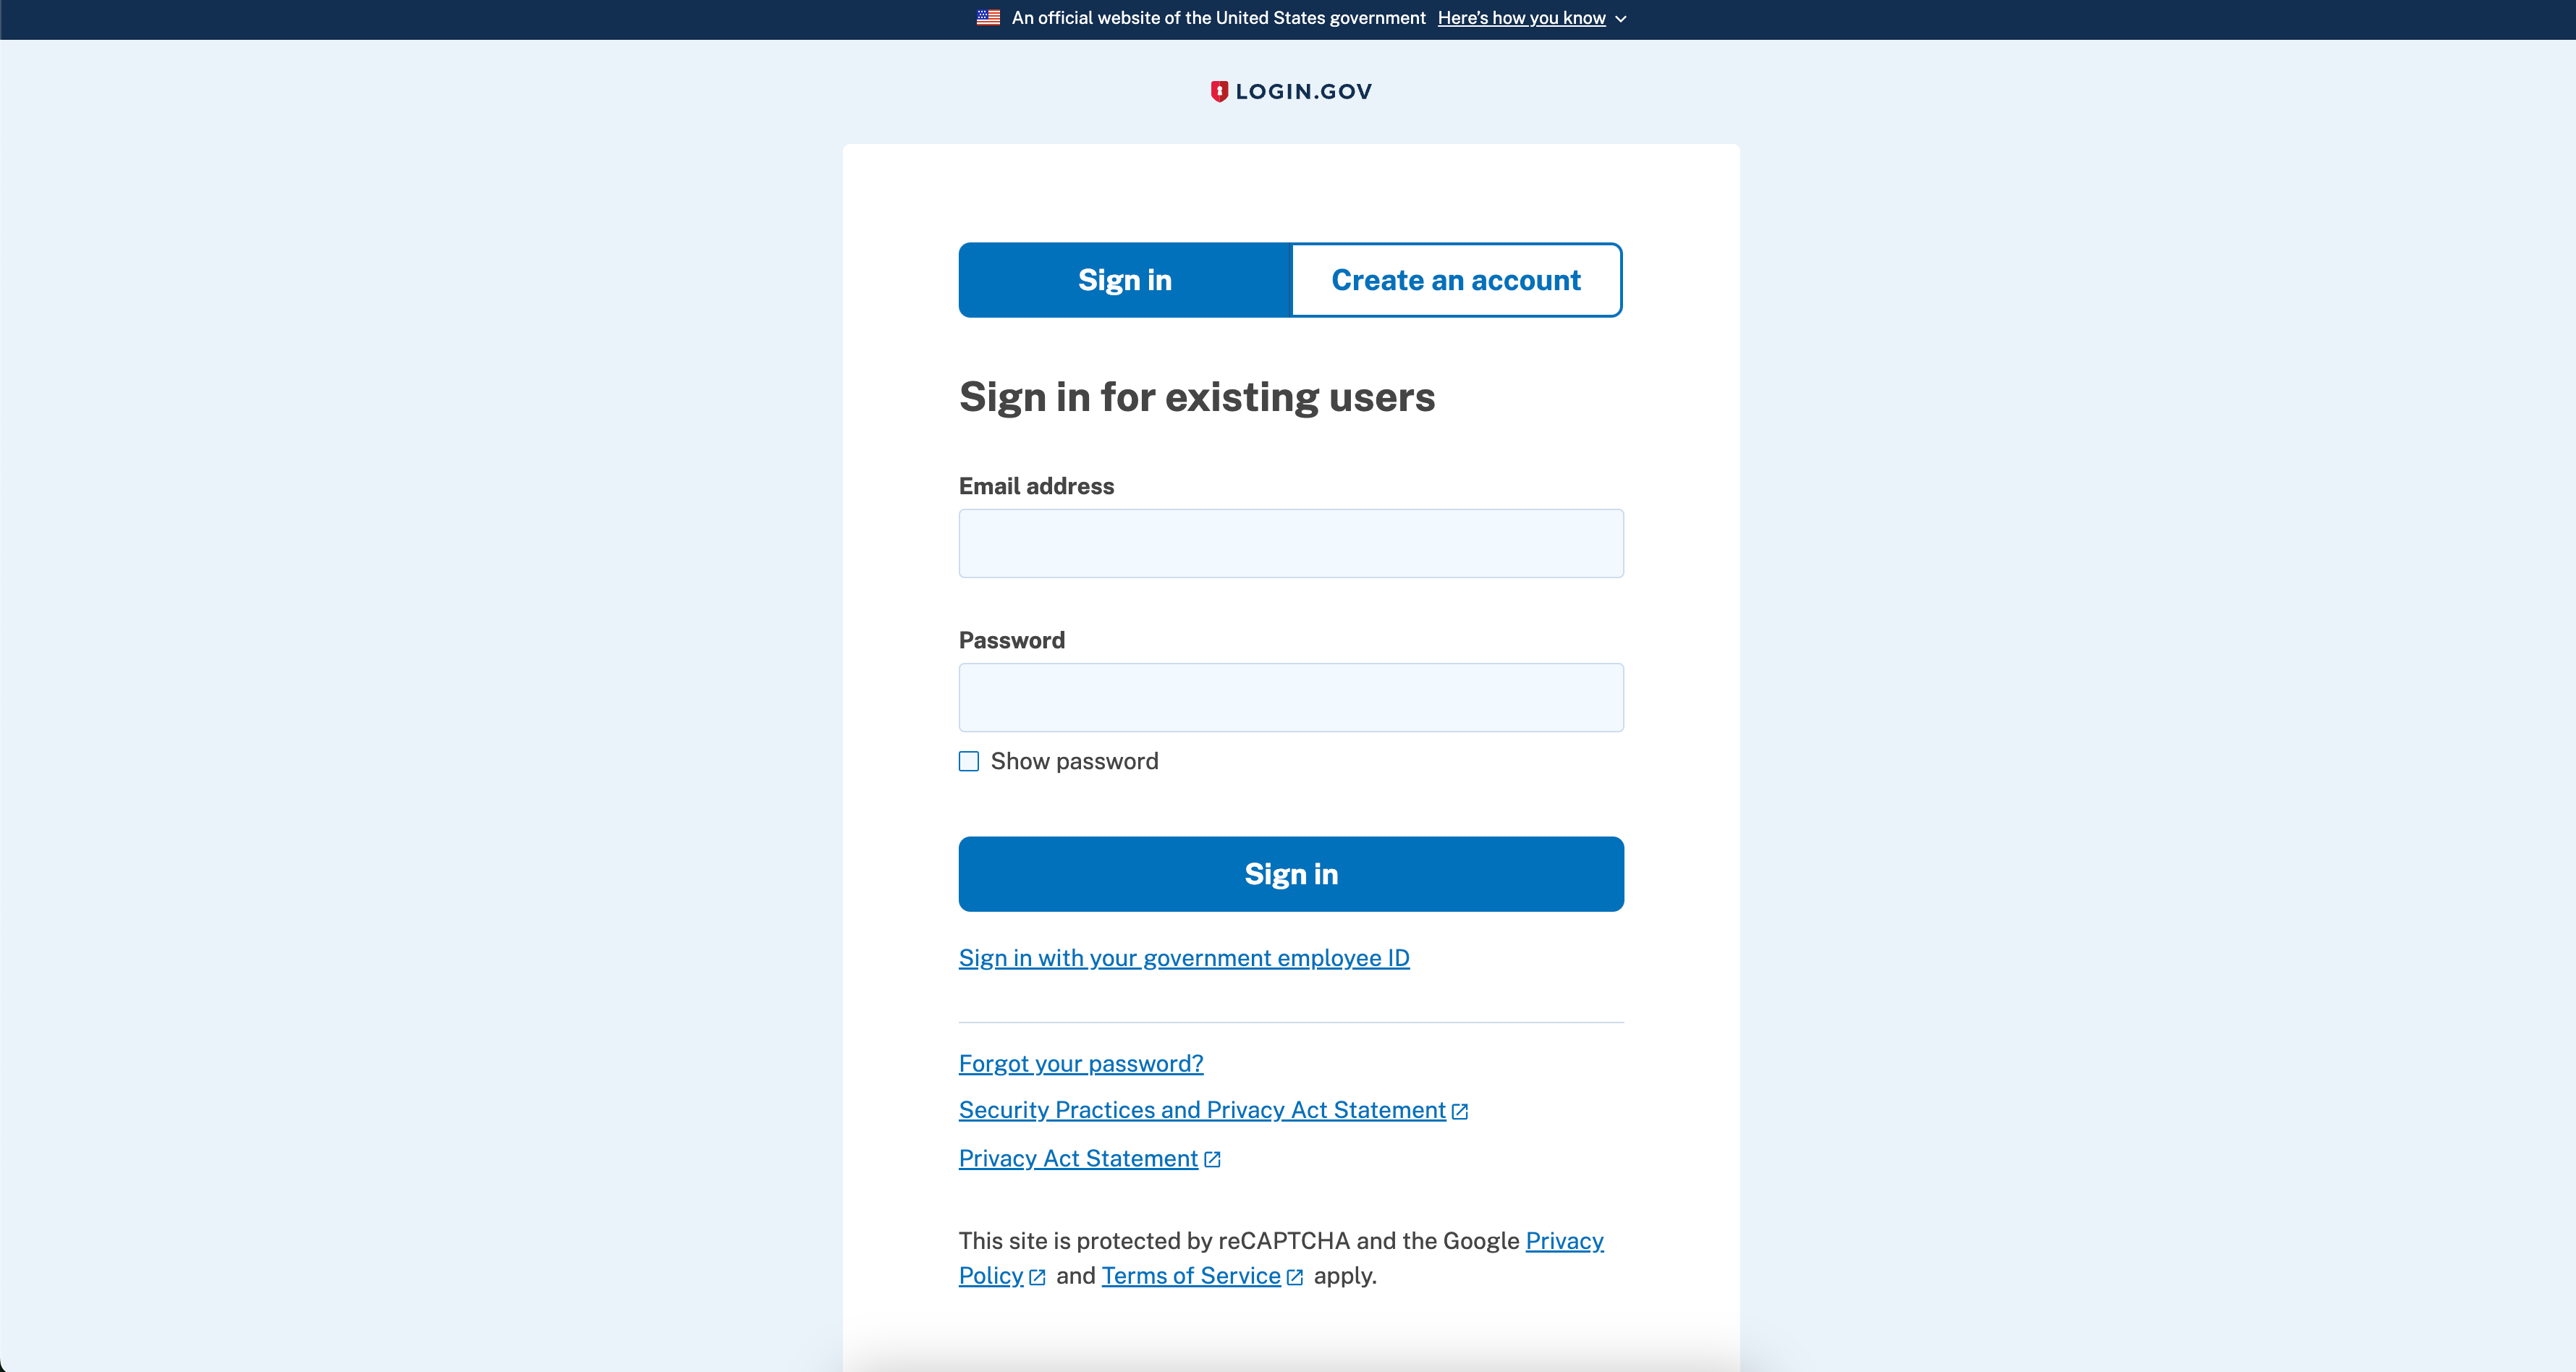 An official website of the United States government Here’s how you know
LOGIN.GOV
Sign in Create an account
Sign in for existing users
Email address
Password
Show password
Sign in
Sign in with your government employee ID
Forgot your password?
Security Practices and Privacy Act Statement
Privacy Act Statement
This site is protected by reCAPTCHA and the Google Privacy
Policy and Terms of Service apply.